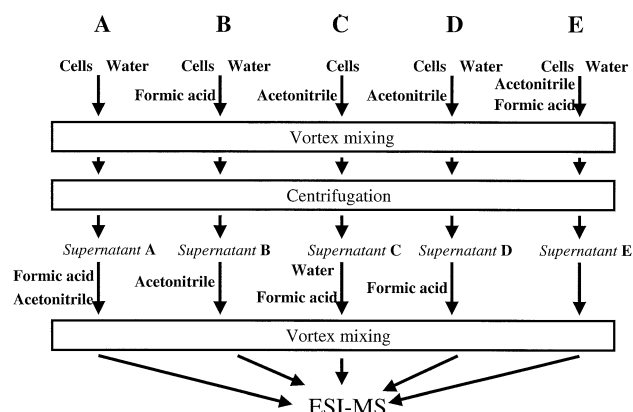 A B C D E
Cells Water Cells Water Cells Cells Water Cells Water
Formic acid Acetonitrile Acetonitrile Acetonitrile
Formic acid
Vortex mixing
Centrifugation
Supernatant A Supernatant B Supernatant C Supernatant D Supernatant E
Formic acid Acetonitrile Water Formic acid
Acetonitrile Formic acid
Vortex mixing
ESI-MS